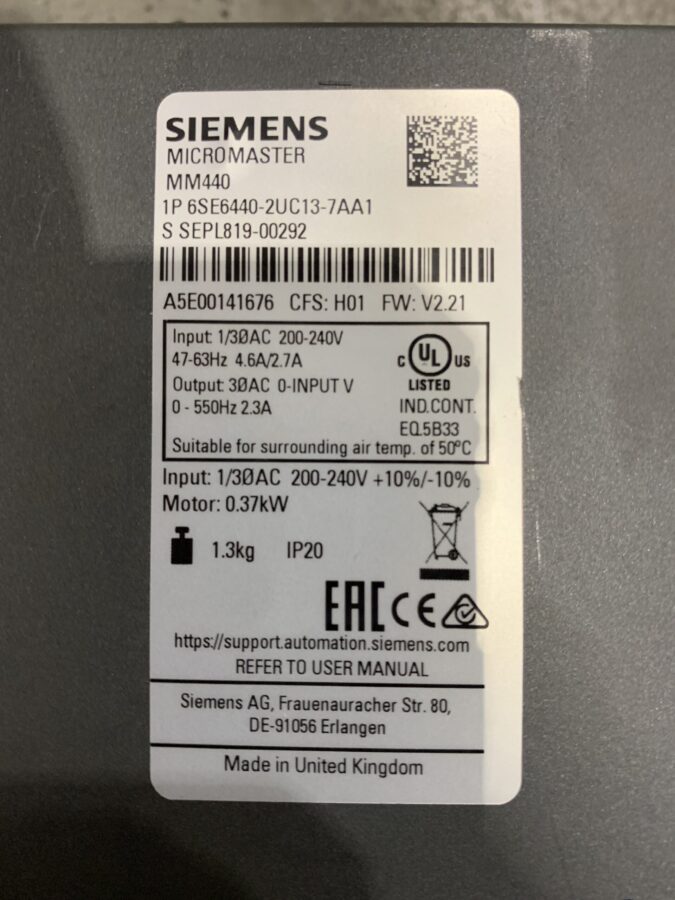 SIEMENS
MICROMASTER
MM440
1P 6SE6440-2UC13-7AA1
S SEPL819-00292
A5E00141676 CFS: H01 FW: V2.21
Input: 1/3ØAC 200-240V
47-63Hz 4.6A/2.7A
Output: 3ØAC 0-INPUT V
0 - 550Hz 2.3A
C UL US
LISTED
IND.CONT.
EQ.5B33
Suitable for surrounding air temp. of 50°C
Input: 1/3ØAC 200-240V +10%/-10%
Motor: 0.37kW
1.3kg IP20
EAC CE
https://support.automation.siemens.com
REFER TO USER MANUAL
Siemens AG, Frauenauracher Str. 80,
DE-91056 Erlangen
Made in United Kingdom